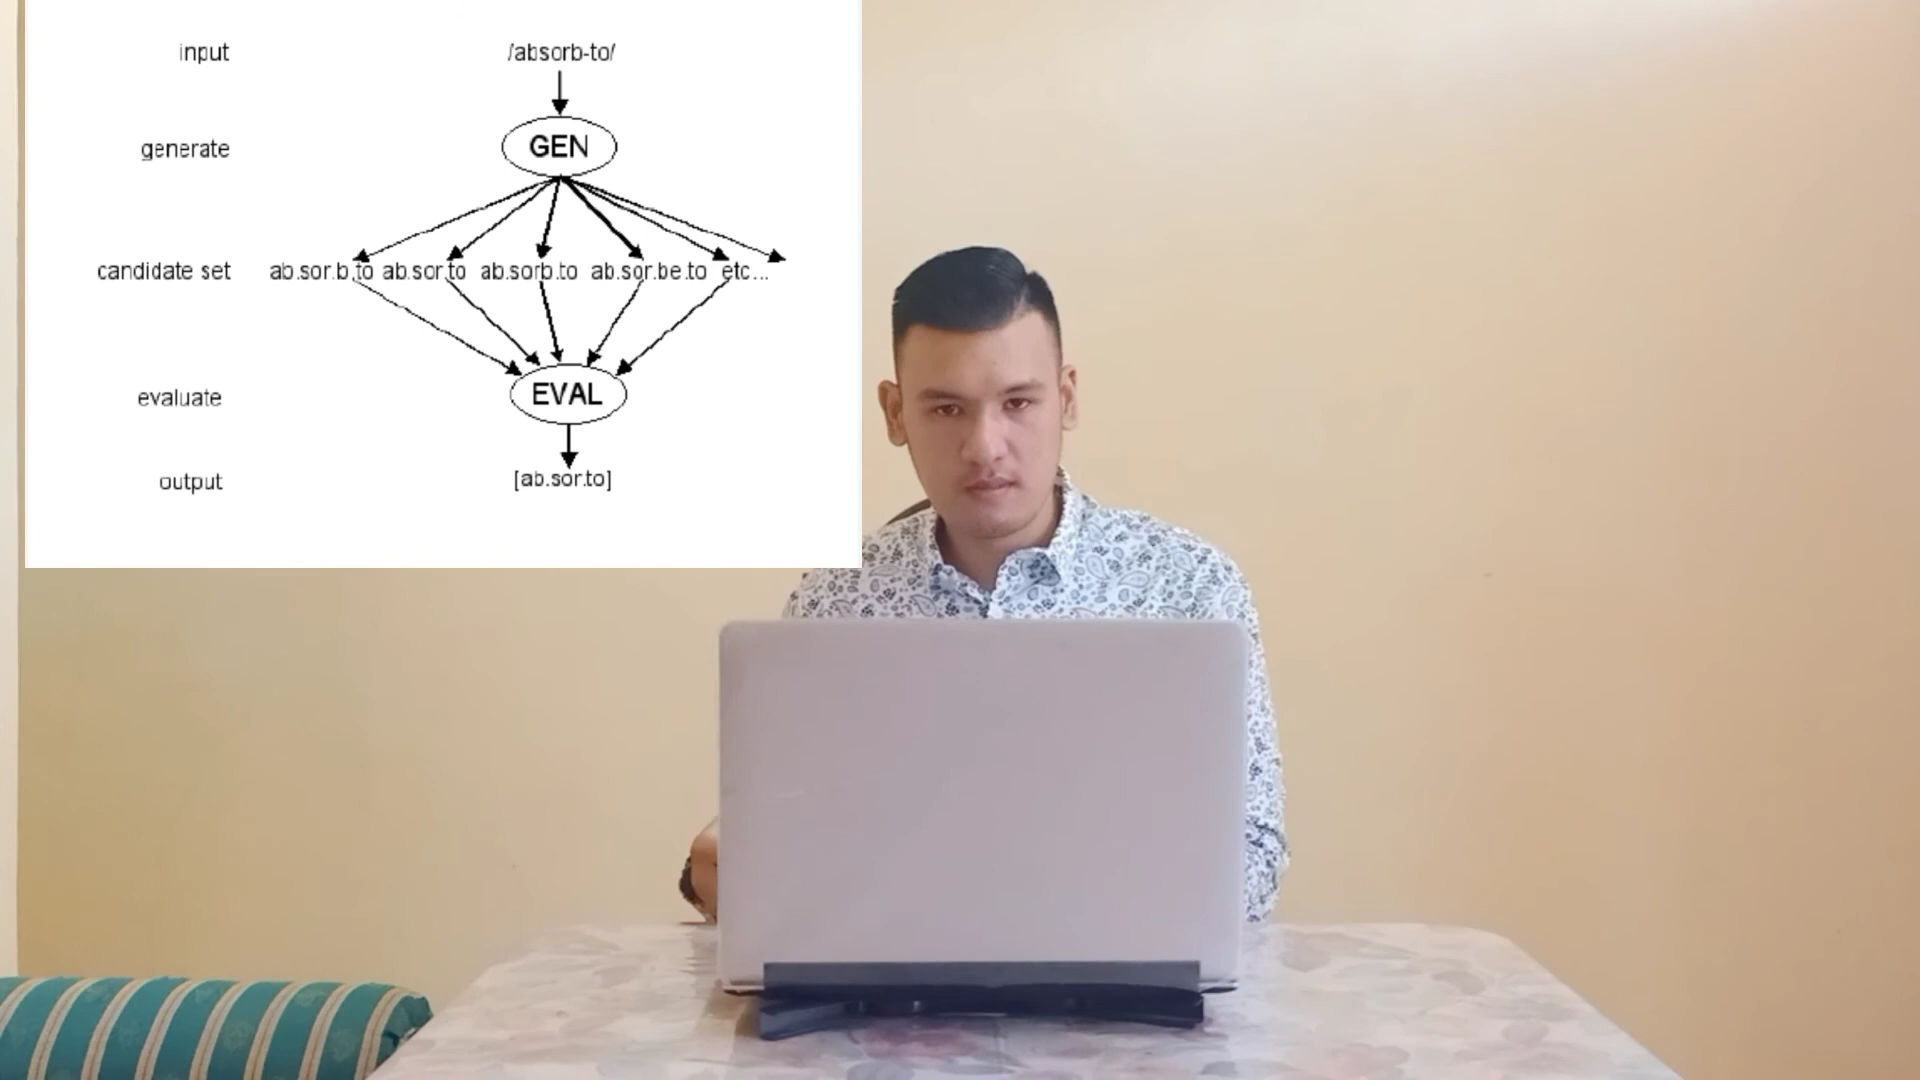 input /absorb-to/
generate GEN
candidate set ab.sor.b.to ab.sor.to ab.sorb.to ab.sor.be.to etc...
evaluate EVAL
output [ab.sor.to]